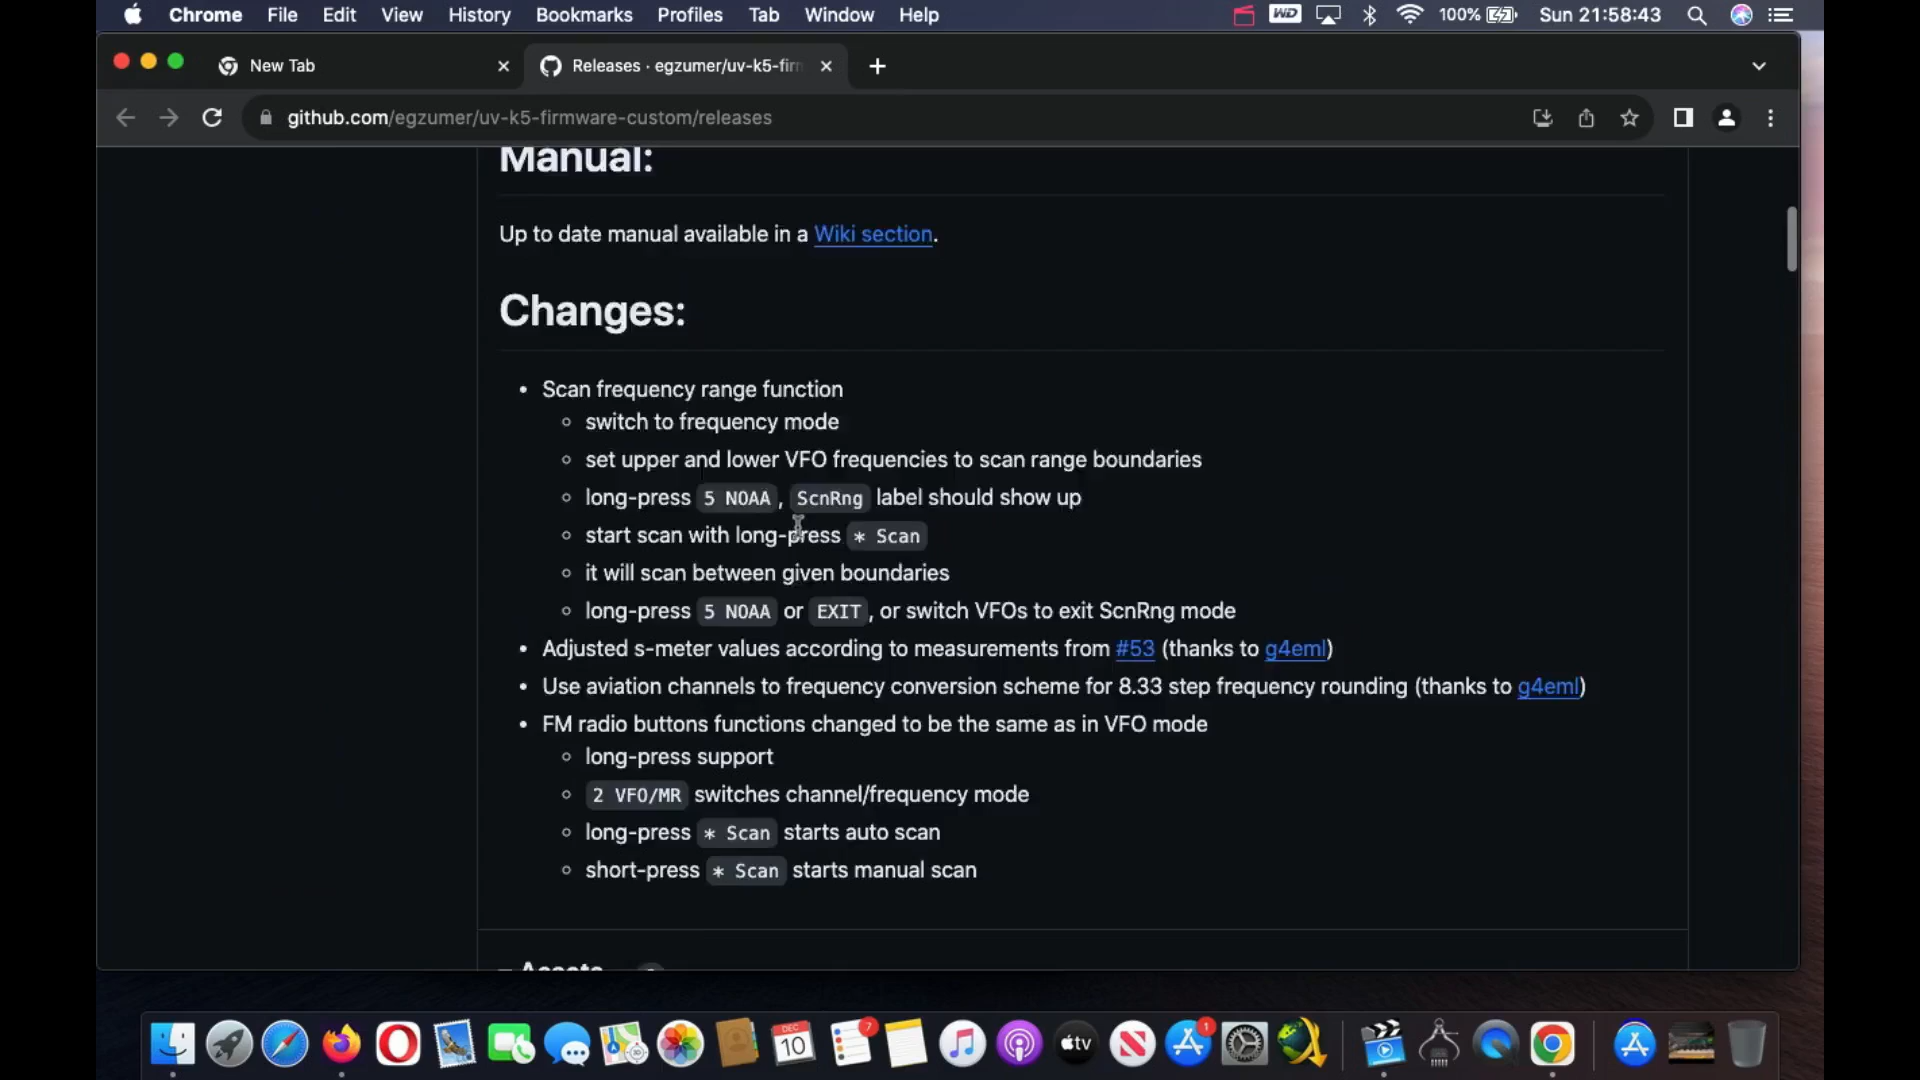 Chrome File Edit View History Bookmarks Profiles Tab Window Help WD 100% Sun 21:58:43
New Tab Releases · egzumer/uv-k5-firm
github.com/egzumer/uv-k5-firmware-custom/releases
Manual:
Up to date manual available in a Wiki section.
Changes:
• Scan frequency range function
◦ switch to frequency mode
◦ set upper and lower VFO frequencies to scan range boundaries
◦ long-press 5 NOAA, ScnRng label should show up
◦ start scan with long-press * Scan
◦ it will scan between given boundaries
◦ long-press 5 NOAA or EXIT, or switch VFOs to exit ScnRng mode
• Adjusted s-meter values according to measurements from #53 (thanks to g4eml)
• Use aviation channels to frequency conversion scheme for 8.33 step frequency rounding (thanks to g4eml)
• FM radio buttons functions changed to be the same as in VFO mode
◦ long-press support
◦ 2 VFO/MR switches channel/frequency mode
◦ long-press * Scan starts auto scan
◦ short-press * Scan starts manual scan
Assets
DEC 10 7 tv 1